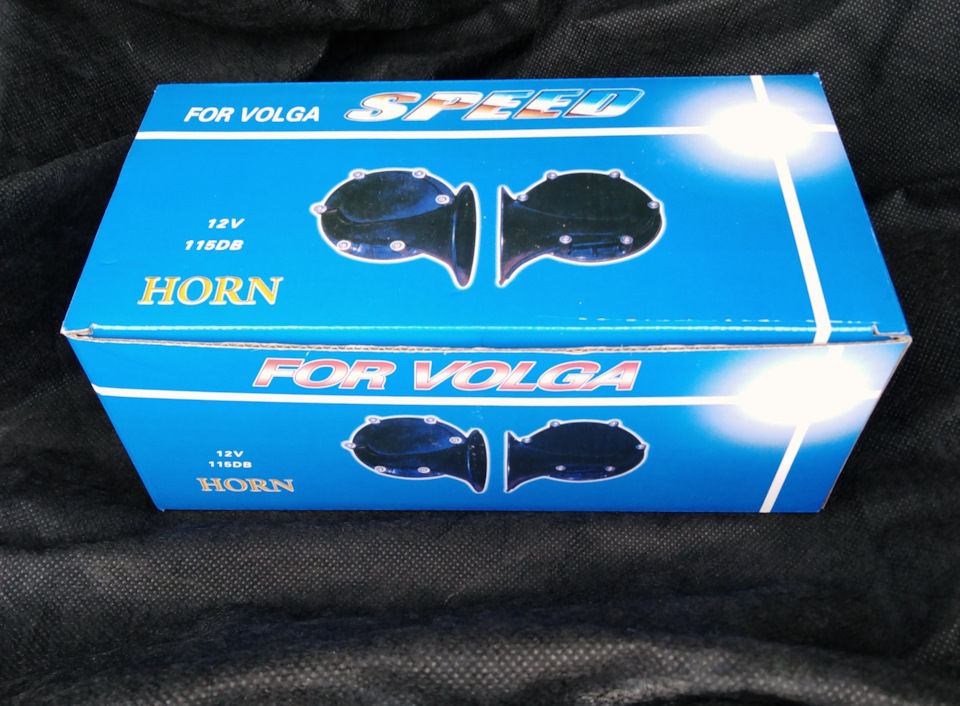 FOR VOLGA SPEED
12V
115DB
HORN
FOR VOLGA
12V
115DB
HORN